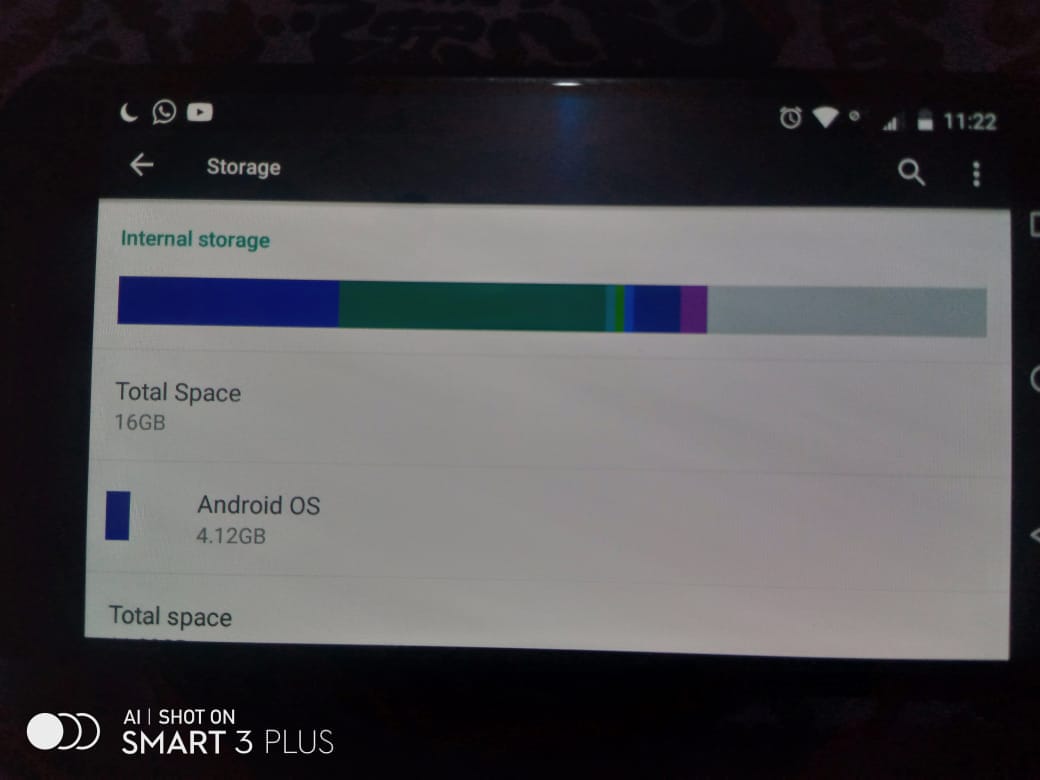 11:22
Storage
Internal storage
Total Space
16GB
Android OS
4.12GB
Total space
AI | SHOT ON
SMART 3 PLUS